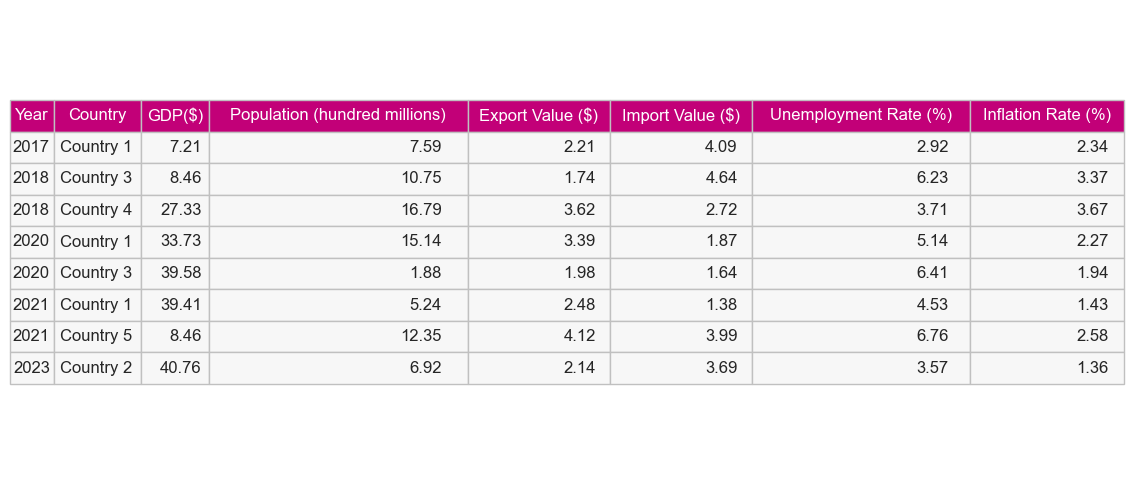 Year Country GDP($) Population (hundred millions) Export Value ($) Import Value ($) Unemployment Rate (%) Inflation Rate (%)
2017 Country 1 7.21 7.59 2.21 4.09 2.92 2.34
2018 Country 3 8.46 10.75 1.74 4.64 6.23 3.37
2018 Country 4 27.33 16.79 3.62 2.72 3.71 3.67
2020 Country 1 33.73 15.14 3.39 1.87 5.14 2.27
2020 Country 3 39.58 1.88 1.98 1.64 6.41 1.94
2021 Country 1 39.41 5.24 2.48 1.38 4.53 1.43
2021 Country 5 8.46 12.35 4.12 3.99 6.76 2.58
2023 Country 2 40.76 6.92 2.14 3.69 3.57 1.36